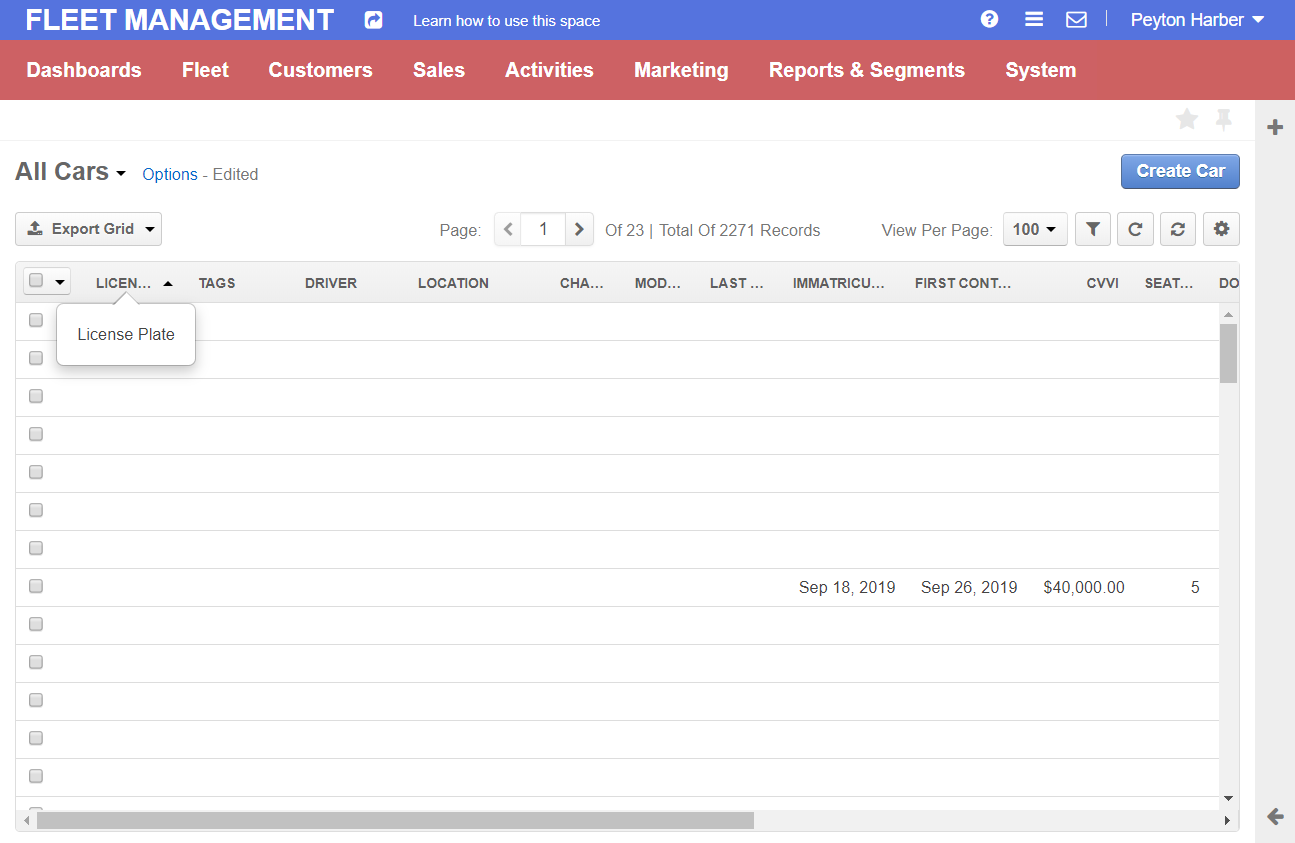 FLEET MANAGEMENT Learn how to use this space Peyton Harber
Dashboards Fleet Customers Sales Activities Marketing Reports & Segments System
All Cars Options - Edited Create Car
Export Grid Page: 1 Of 23 | Total Of 2271 Records View Per Page: 100
LICEN... TAGS DRIVER LOCATION CHA... MOD... LAST ... IMMATRICU... FIRST CONT... CVVI SEAT... DO
License Plate
Sep 18, 2019 Sep 26, 2019 $40,000.00 5